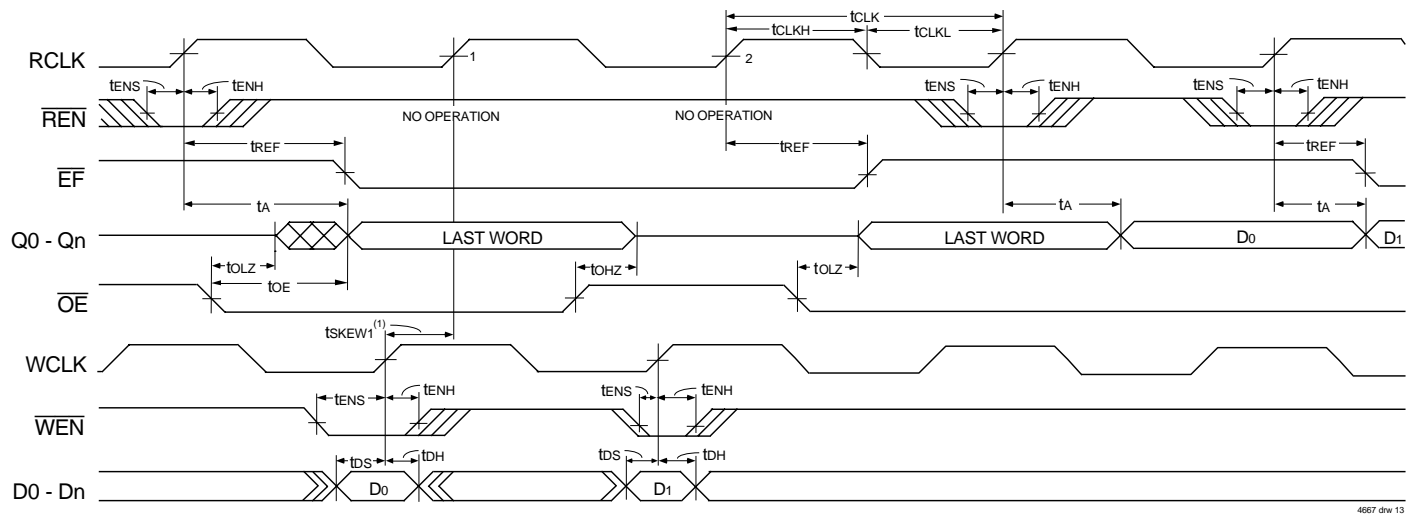 tCLK
tCLKH tCLKL
RCLK 1 2
tENS tENH tENS tENH tENS tENH
REN NO OPERATION NO OPERATION
tREF tREF tREF
EF
tA tA tA
Q0 - Qn LAST WORD LAST WORD D0 D1
tOLZ tOHZ tOLZ
tOE
OE
tSKEW1(1)
WCLK
tENS tENH tENS tENH
WEN
tDS tDH tDS tDH
D0 - Dn D0 D1
4667 drw 13